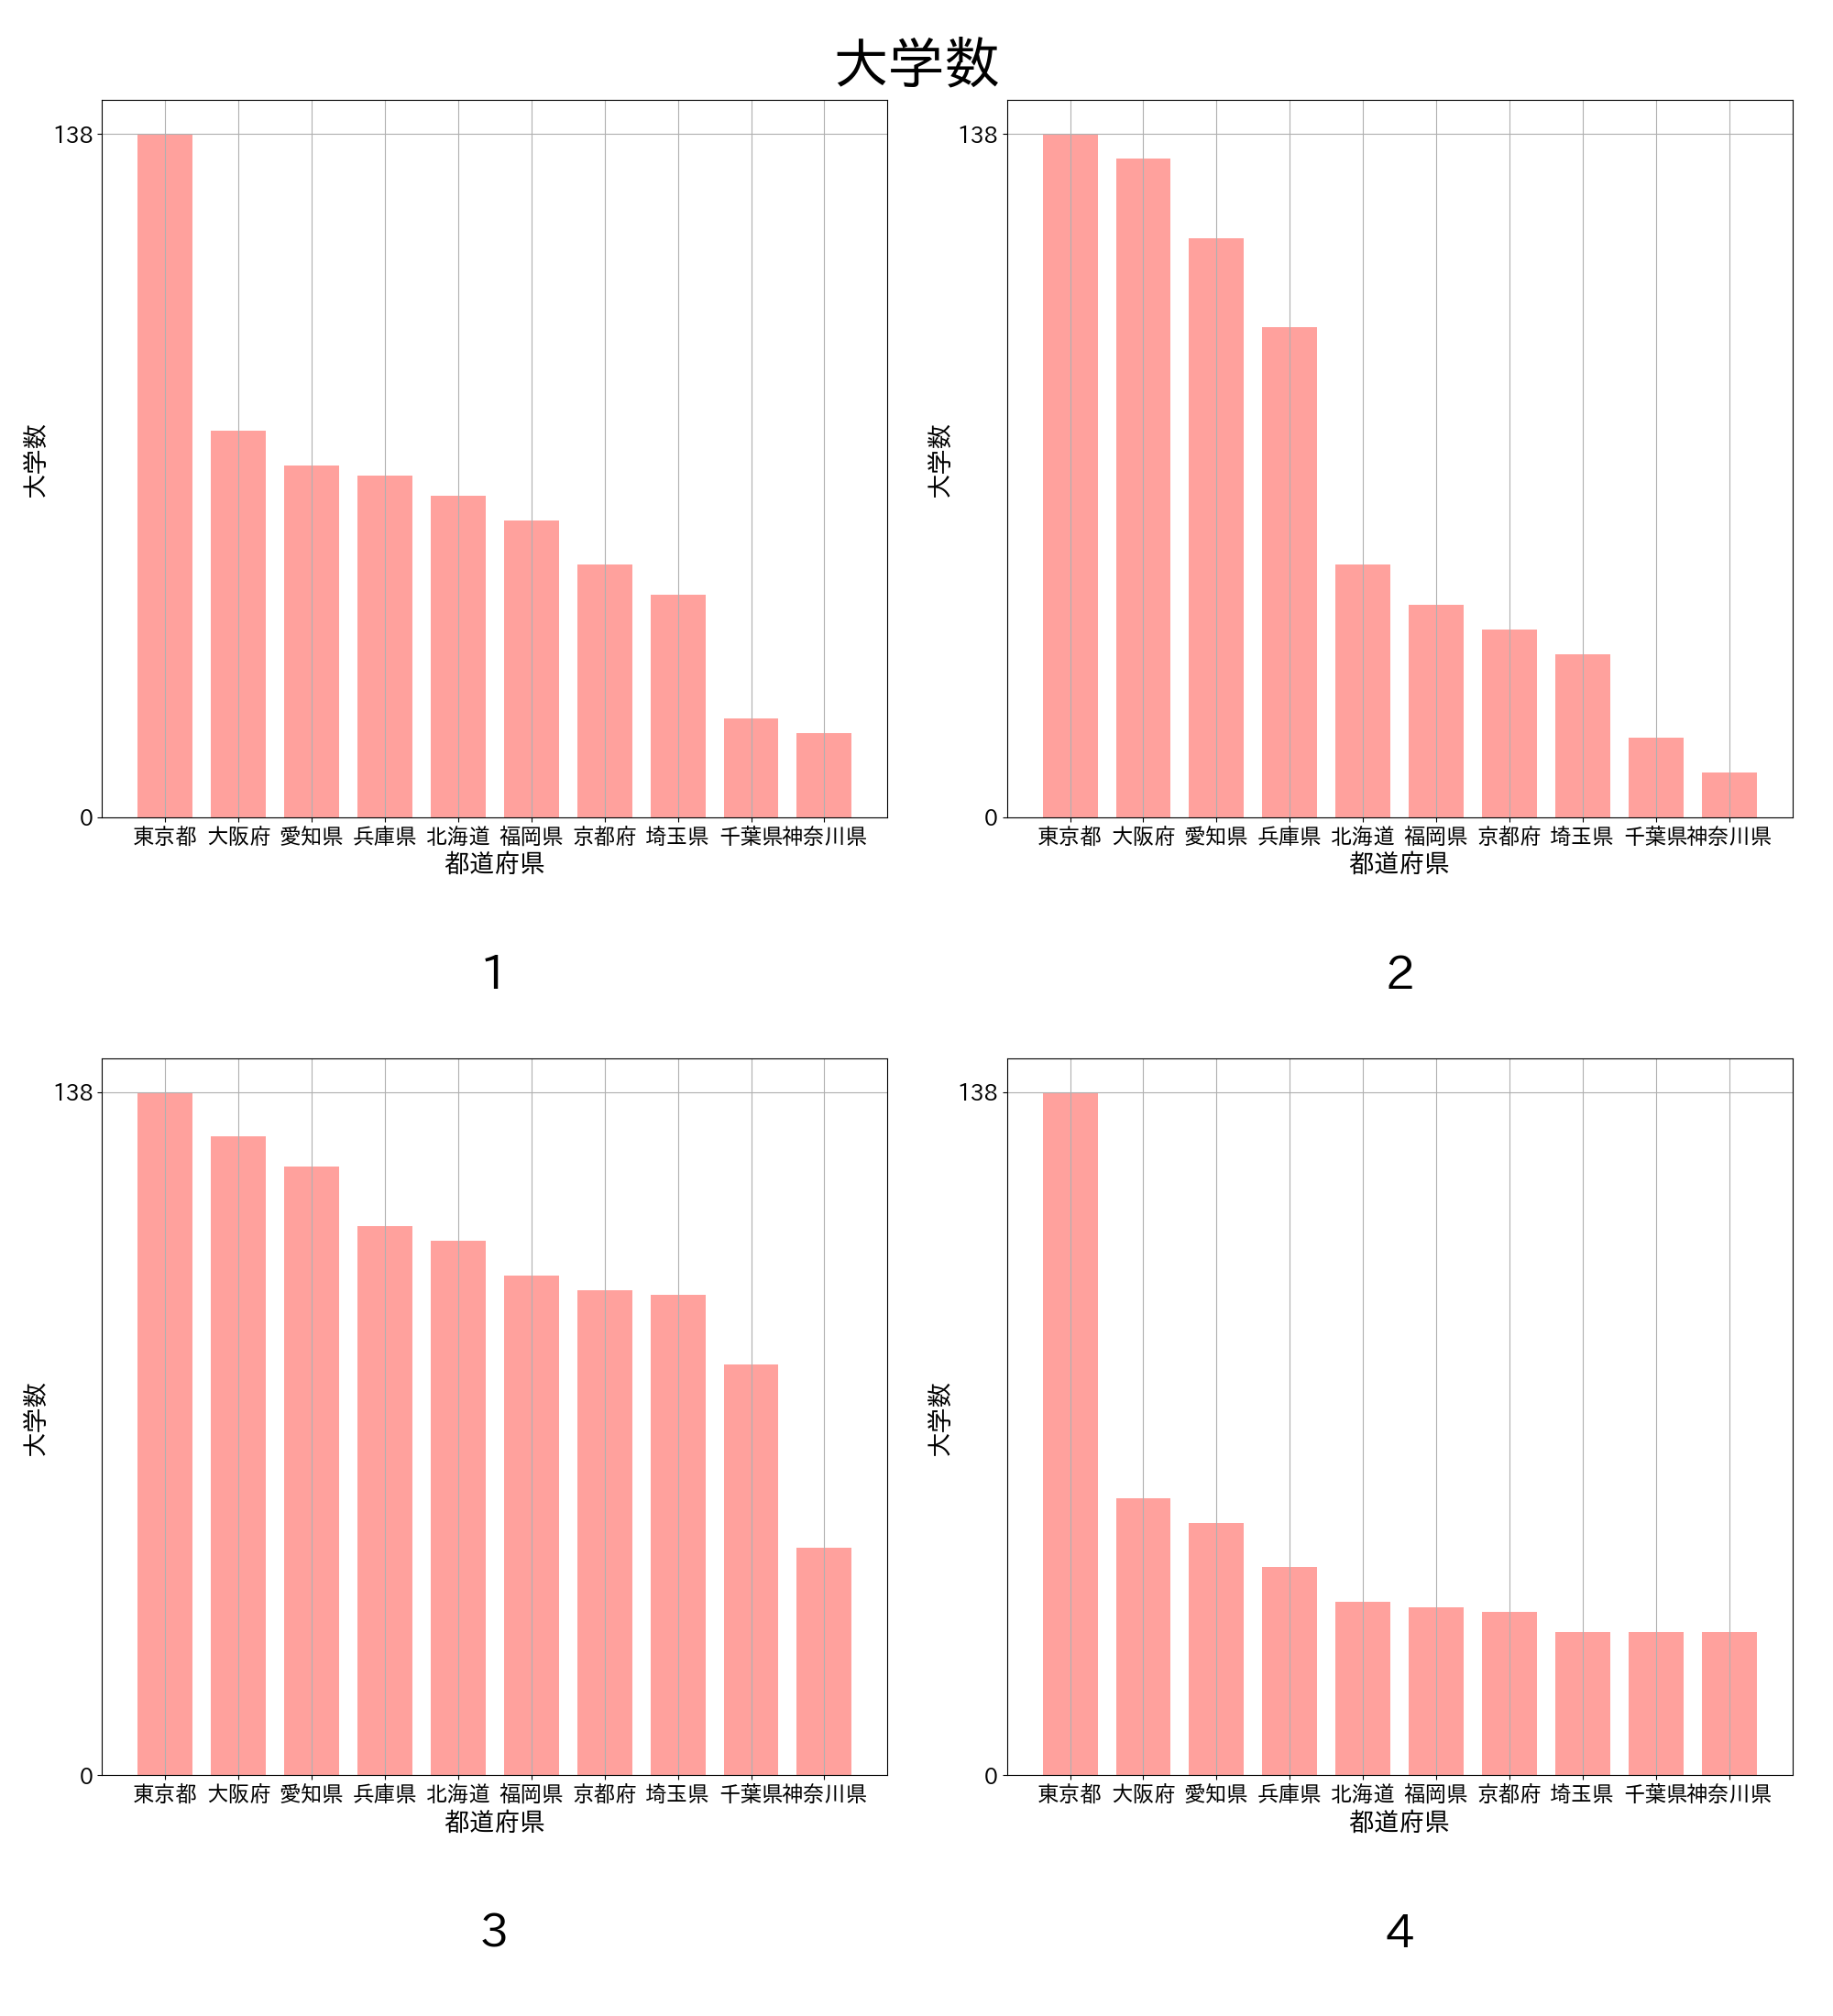 大学数
138
0
大学数
東京都 大阪府 愛知県 兵庫県 北海道 福岡県 京都府 埼玉県 千葉県 神奈川県
都道府県
1
138
0
大学数
東京都 大阪府 愛知県 兵庫県 北海道 福岡県 京都府 埼玉県 千葉県 神奈川県
都道府県
2
138
0
大学数
東京都 大阪府 愛知県 兵庫県 北海道 福岡県 京都府 埼玉県 千葉県 神奈川県
都道府県
3
138
0
大学数
東京都 大阪府 愛知県 兵庫県 北海道 福岡県 京都府 埼玉県 千葉県 神奈川県
都道府県
4